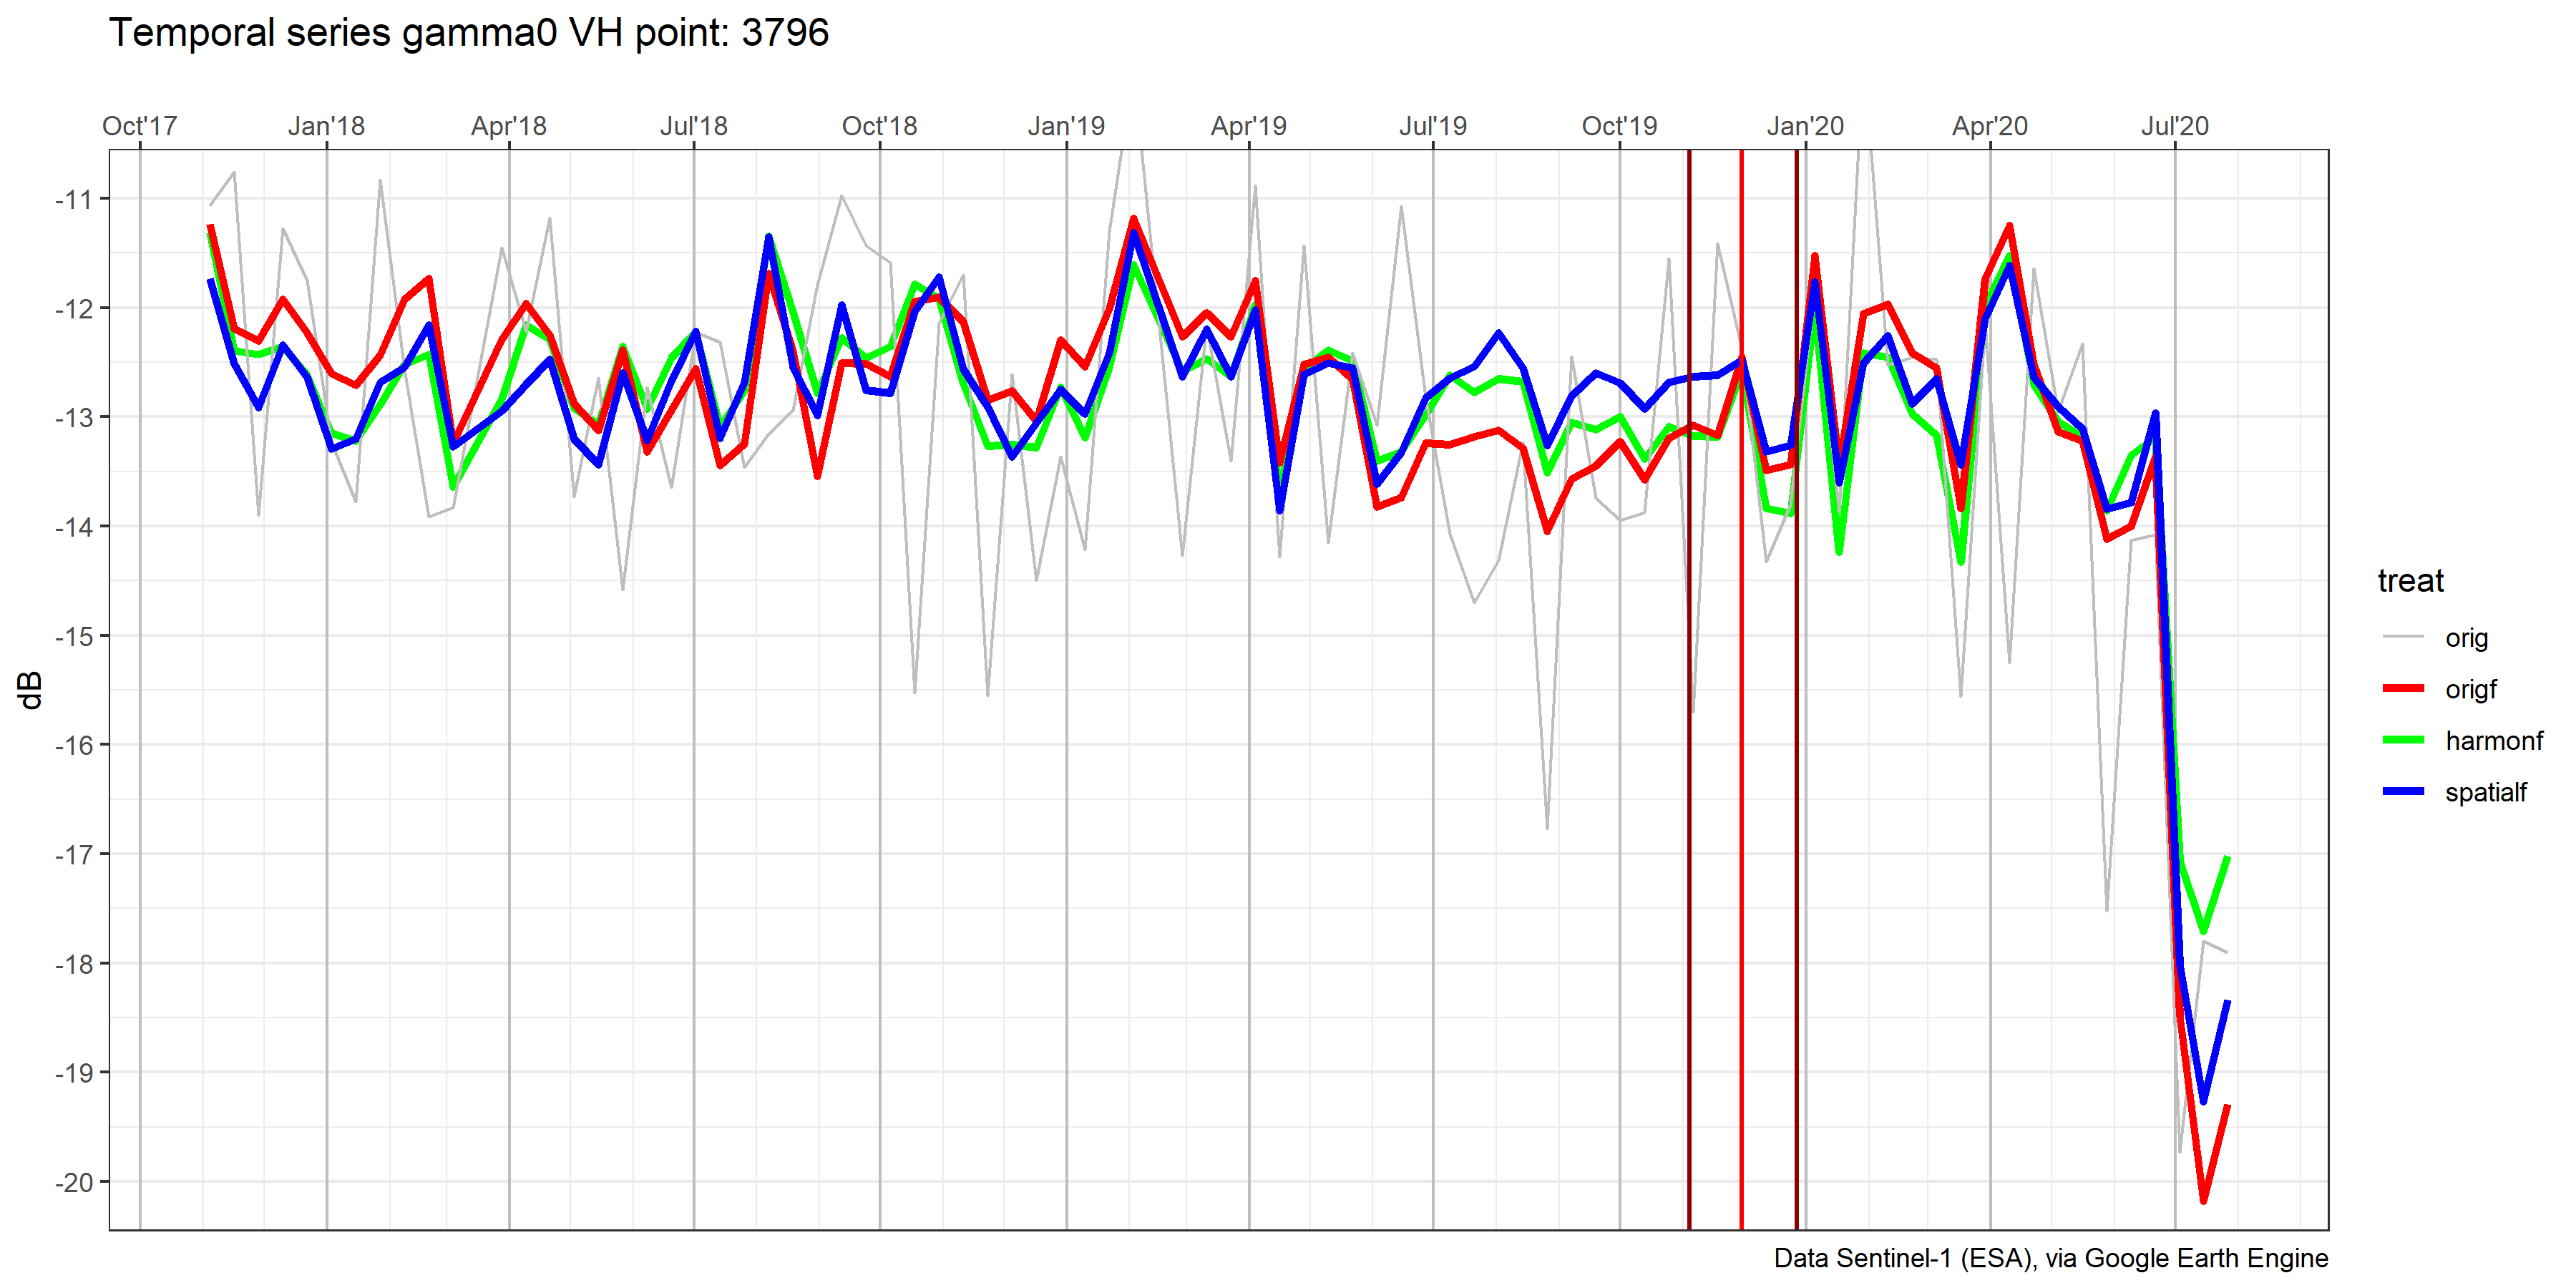 Temporal series gamma0 VH point: 3796
Oct'17 Jan'18 Apr'18 Jul'18 Oct'18 Jan'19 Apr'19 Jul'19 Oct'19 Jan'20 Apr'20 Jul'20
-11
-12
-13
-14
-15
-16
-17
-18
-19
-20
dB
treat
orig
origf
harmonf
spatialf
Data Sentinel-1 (ESA), via Google Earth Engine